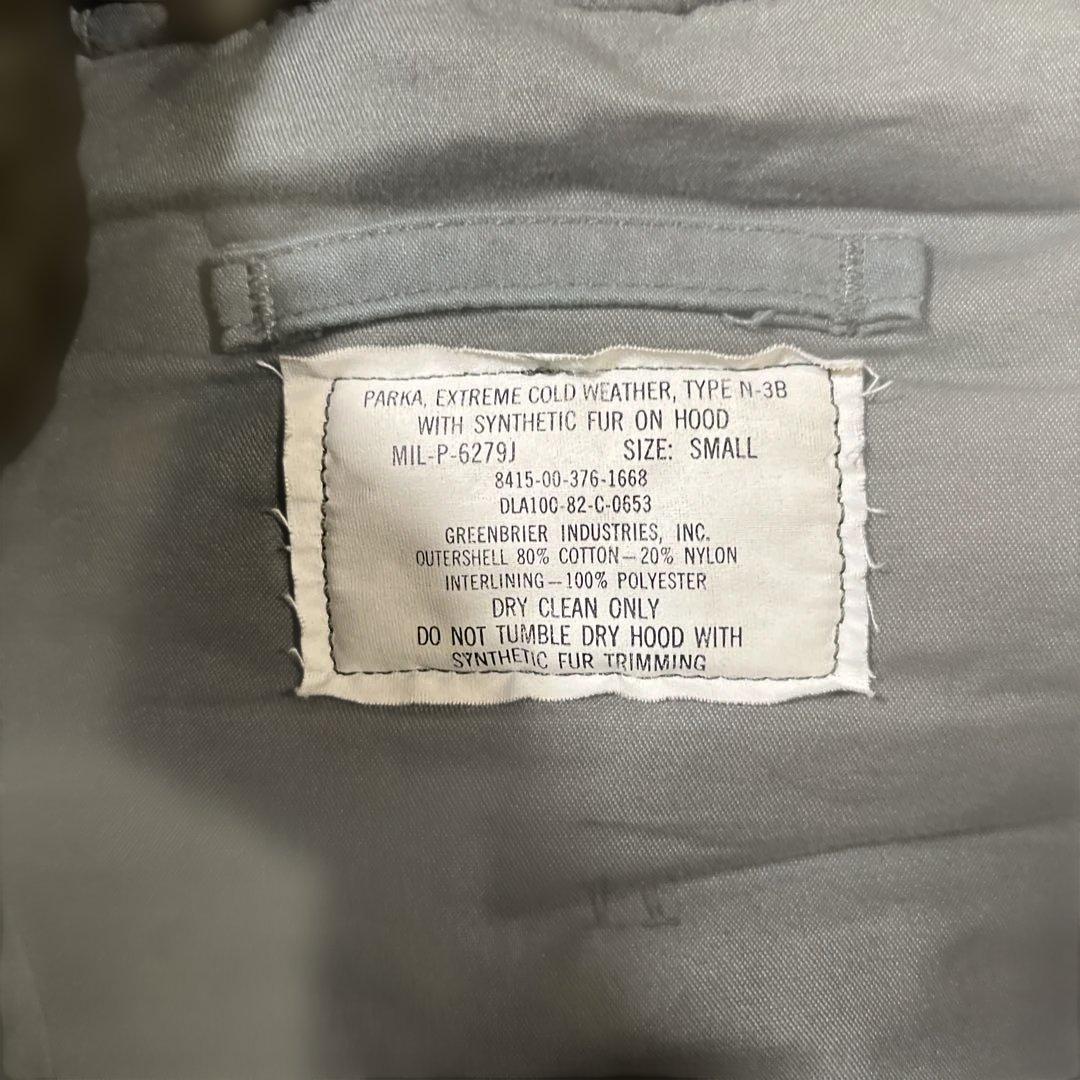 PARKA, EXTREME COLD WEATHER, TYPE N-3B
WITH SYNTHETIC FUR ON HOOD
MIL-P-6279J SIZE: SMALL
8415-00-376-1668
DLA100-82-C-0653
GREENBRIER INDUSTRIES, INC.
OUTERSHELL 80% COTTON—20% NYLON
INTERLINING—100% POLYESTER
DRY CLEAN ONLY
DO NOT TUMBLE DRY HOOD WITH
SYNTHETIC FUR TRIMMING